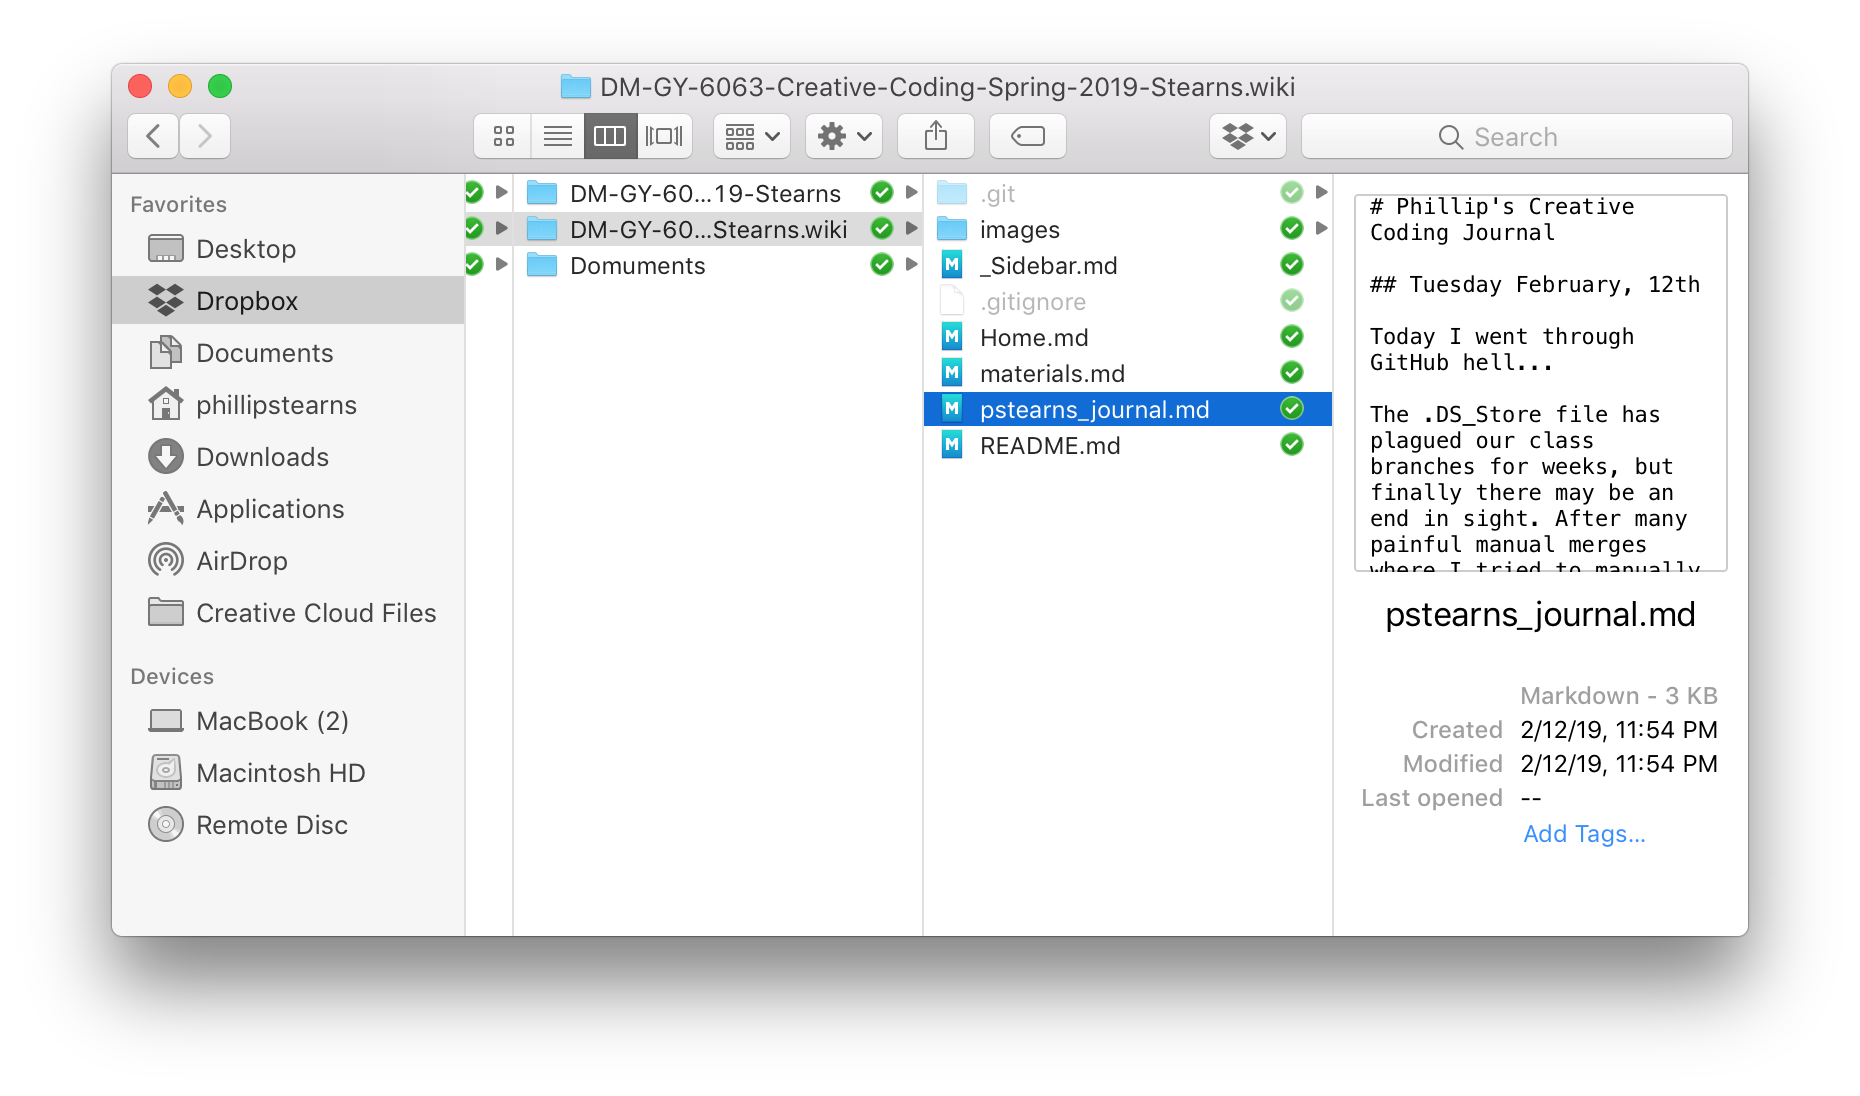 DM-GY-6063-Creative-Coding-Spring-2019-Stearns.wiki
Search
Favorites
Desktop
Dropbox
Documents
phillipstearns
Downloads
Applications
AirDrop
Creative Cloud Files
Devices
MacBook (2)
Macintosh HD
Remote Disc
DM-GY-60...19-Stearns
DM-GY-60...Stearns.wiki
Domuments
.git
images
_Sidebar.md
.gitignore
Home.md
materials.md
pstearns_journal.md
README.md
# Phillip's Creative
Coding Journal
## Tuesday February, 12th
Today I went through
GitHub hell...
The .DS_Store file has
plagued our class
branches for weeks, but
finally there may be an
end in sight. After many
painful manual merges
where I tried to manually
pstearns_journal.md
Markdown - 3 KB
Created 2/12/19, 11:54 PM
Modified 2/12/19, 11:54 PM
Last opened --
Add Tags...